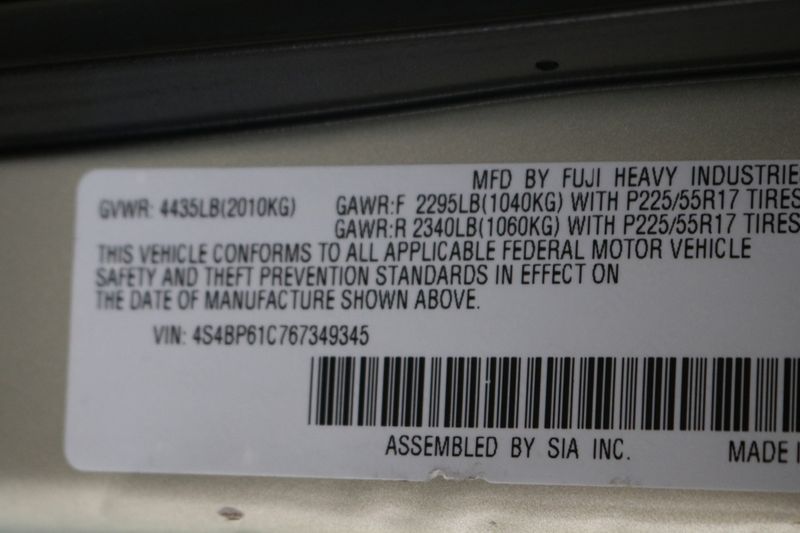 MFD BY FUJI HEAVY INDUSTRIE
GVWR: 4435LB(2010KG) GAWR:F 2295LB(1040KG) WITH P225/55R17 TIRES
GAWR:R 2340LB(1060KG) WITH P225/55R17 TIRES
THIS VEHICLE CONFORMS TO ALL APPLICABLE FEDERAL MOTOR VEHICLE
SAFETY AND THEFT PREVENTION STANDARDS IN EFFECT ON
THE DATE OF MANUFACTURE SHOWN ABOVE.
VIN: 4S4BP61C767349345
ASSEMBLED BY SIA INC. MADE I